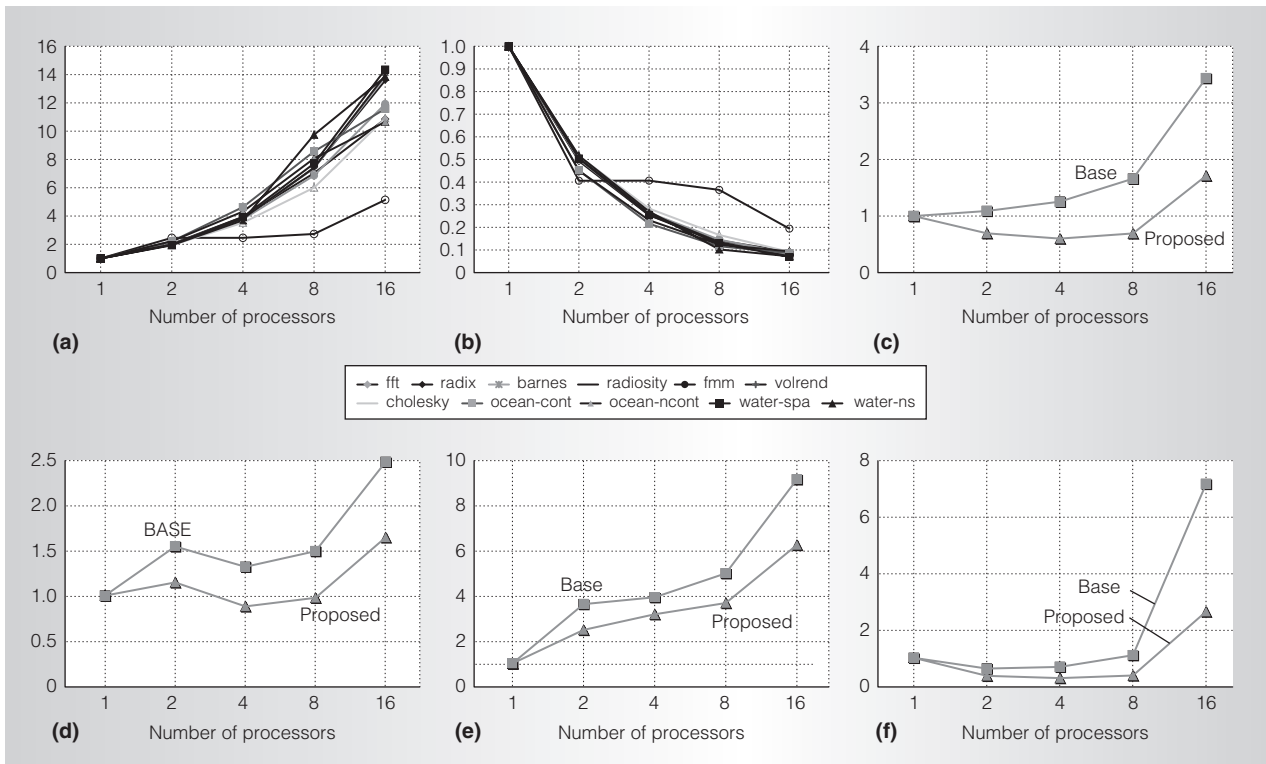 16
14
12
10
8
6
4
2
0
1 2 4 8 16
Number of processors
(a)
1.0
0.9
0.8
0.7
0.6
0.5
0.4
0.3
0.2
0.1
0
1 2 4 8 16
Number of processors
(b)
4
3
2
1
0
Base
Proposed
1 2 4 8 16
Number of processors
(c)
fft radix barnes radiosity fmm volrend
cholesky ocean-cont ocean-ncont water-spa water-ns
2.5
2.0
1.5
1.0
0.5
0
BASE
Proposed
1 2 4 8 16
Number of processors
(d)
10
8
6
4
2
0
Base
Proposed
1 2 4 8 16
Number of processors
(e)
8
6
4
2
0
Base
Proposed
1 2 4 8 16
Number of processors
(f)